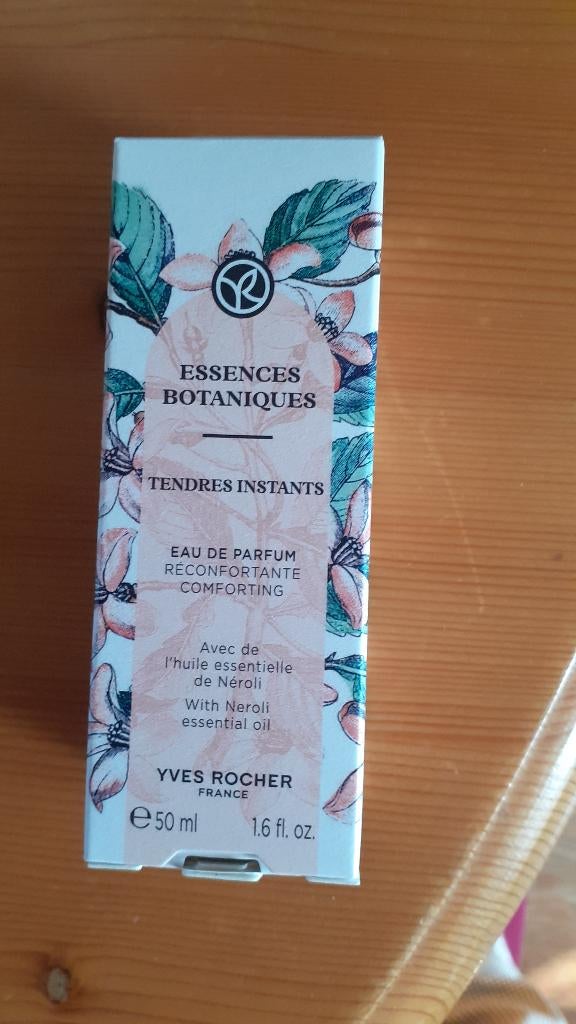 ESSENCES
BOTANIQUES
TENDRES INSTANTS
EAU DE PARFUM
RÉCONFORTANTE
COMFORTING
Avec de
l'huile essentielle
de Néroli
With Neroli
essential oil
YVES ROCHER
FRANCE
e 50 ml 1.6 fl. oz.